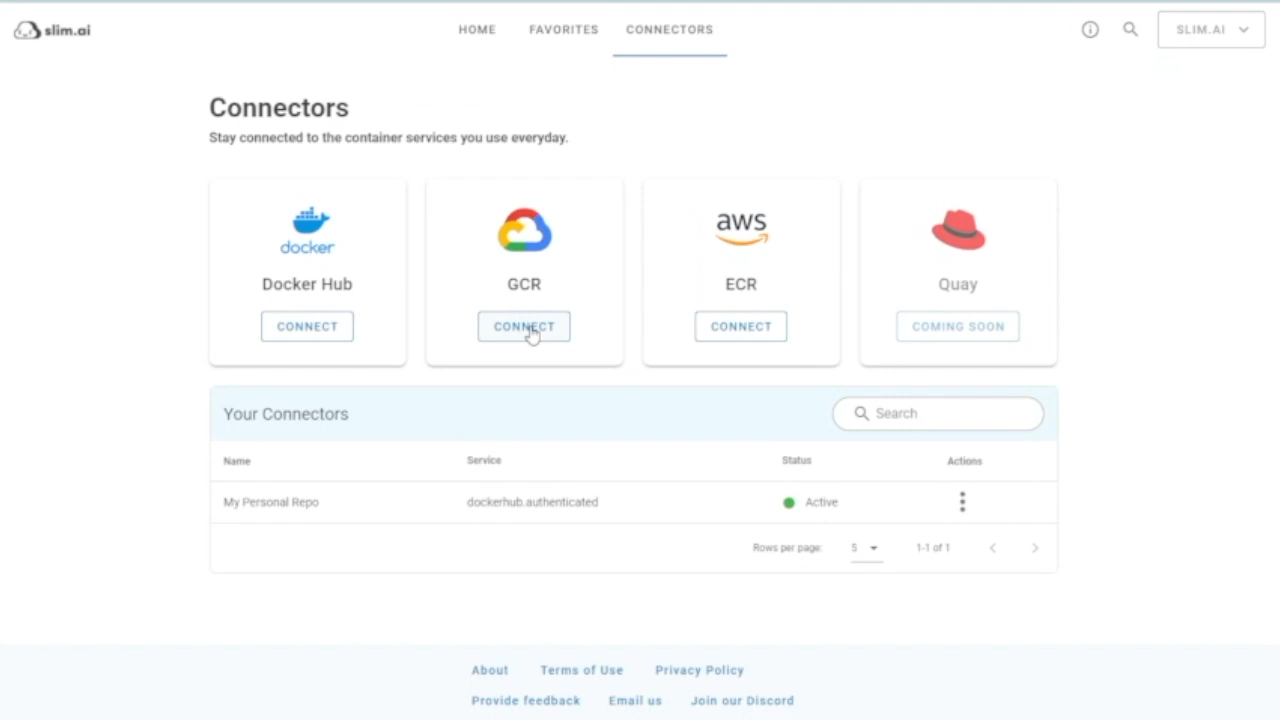 slim.ai
HOME FAVORITES CONNECTORS
SLIM.AI
Connectors
Stay connected to the container services you use everyday.
docker
Docker Hub
CONNECT
GCR
CONNECT
aws
ECR
CONNECT
Quay
COMING SOON
Your Connectors
Search
Name Service Status Actions
My Personal Repo dockerhub.authenticated Active
Rows per page: 5 1-1 of 1
About Terms of Use Privacy Policy
Provide feedback Email us Join our Discord